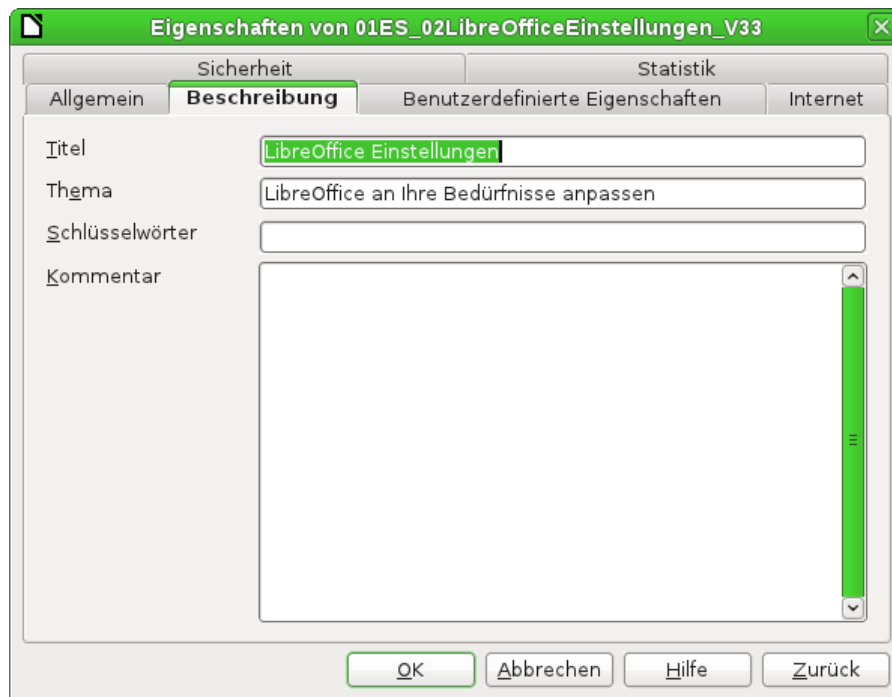 Eigenschaften von 01ES_02LibreOfficeEinstellungen_V33
Sicherheit Statistik
Allgemein Beschreibung Benutzerdefinierte Eigenschaften Internet
Titel LibreOffice Einstellungen
Thema LibreOffice an Ihre Bedürfnisse anpassen
Schlüsselwörter
Kommentar
OK Abbrechen Hilfe Zurück